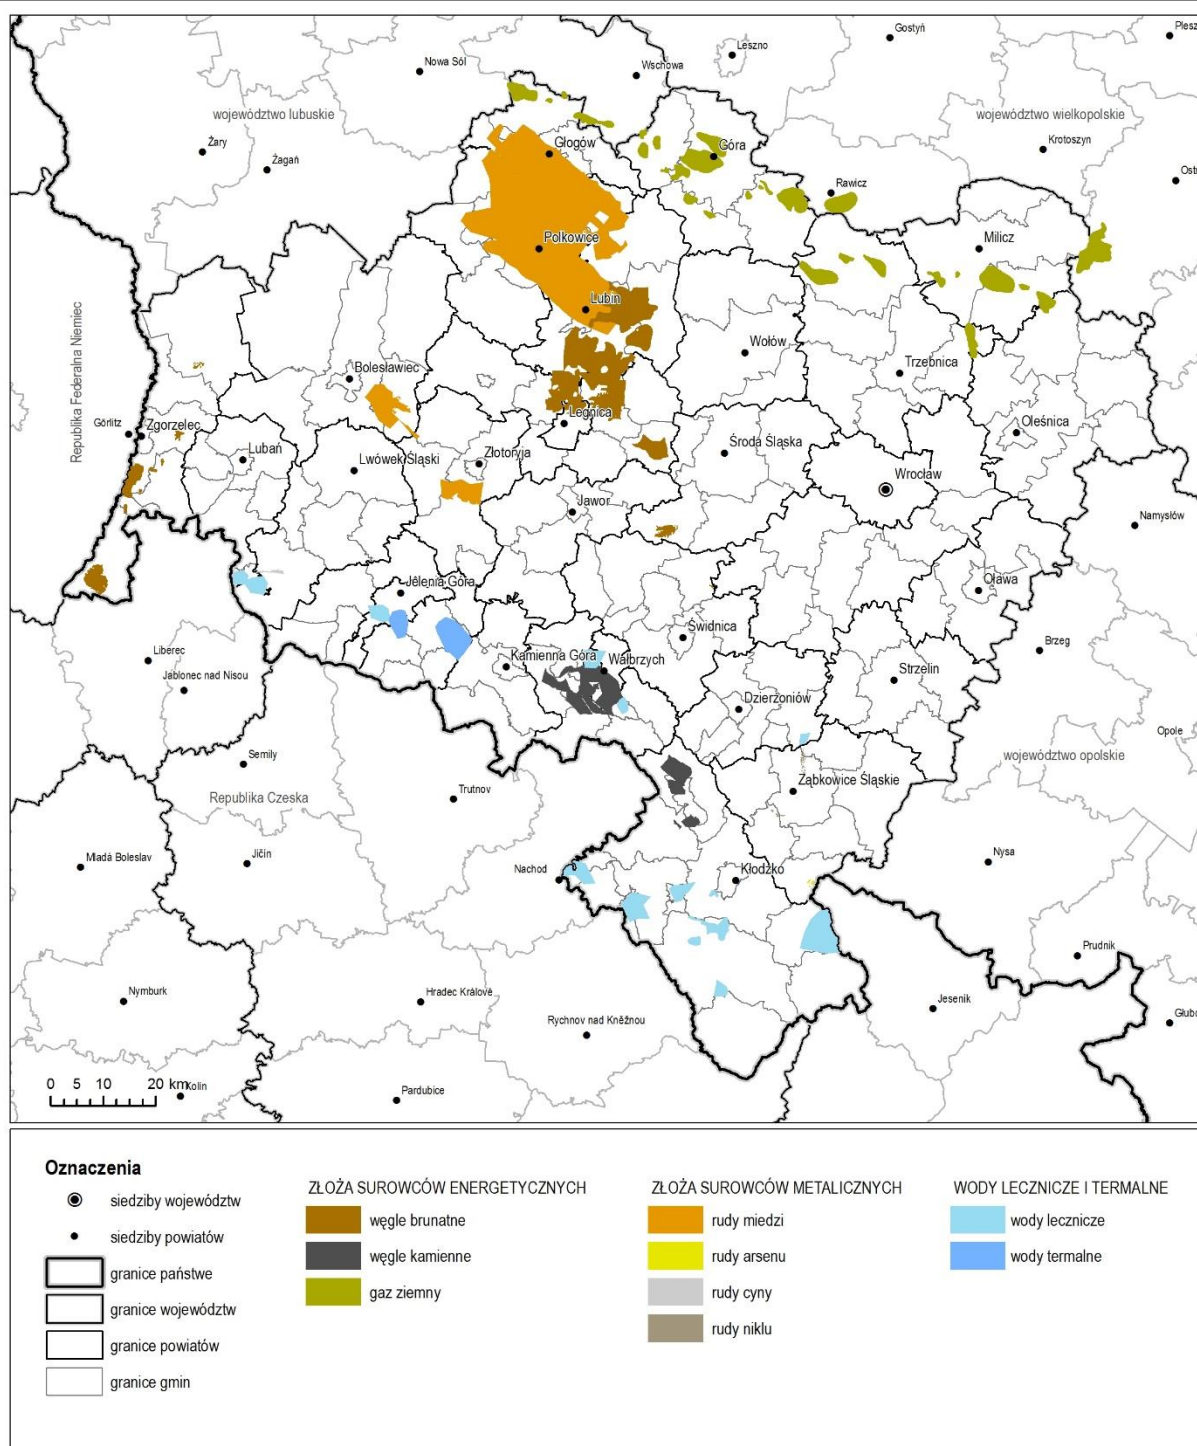 Gostyń
Plesz
Leszno
Nowa Sól
Wschowa
województwo lubuskie
województwo wielkopolskie
Głogów
Góra
Krotoszyn
Żary
Żagań
Rawicz
Ostr
Polkowice
Milicz
Republika Federalna Niemiec
Lubin
Wołów
Bolesławiec
Trzebnica
Legnica
Görlitz
Zgorzelec
Oleśnica
Lubań
Złotoryja
Środa Śląska
Lwówek Śląski
Wrocław
Jawor
Namysłów
Jelenia Góra
Oława
Świdnica
Brzeg
Liberec
Kamienna Góra
Wałbrzych
Strzelin
Jablonec nad Nisou
Dzierżoniów
Opole
Semily
województwo opolskie
Ząbkowice Śląskie
Republika Czeska
Trutnov
Mladá Boleslav
Jičín
Nachod
Kłodzko
Nysa
Prudnik
Nymburk
Hradec Králové
Jesenik
Rychnov nad Kněžnou
Głubc
0 5 10 20 km
Kolin
Pardubice
Oznaczenia
siedziby województw
siedziby powiatów
granice państwe
granice województw
granice powiatów
granice gmin
ZŁOŻA SUROWCÓW ENERGETYCZNYCH
węgle brunatne
węgle kamienne
gaz ziemny
ZŁOŻA SUROWCÓW METALICZNYCH
rudy miedzi
rudy arsenu
rudy cyny
rudy niklu
WODY LECZNICZE I TERMALNE
wody lecznicze
wody termalne